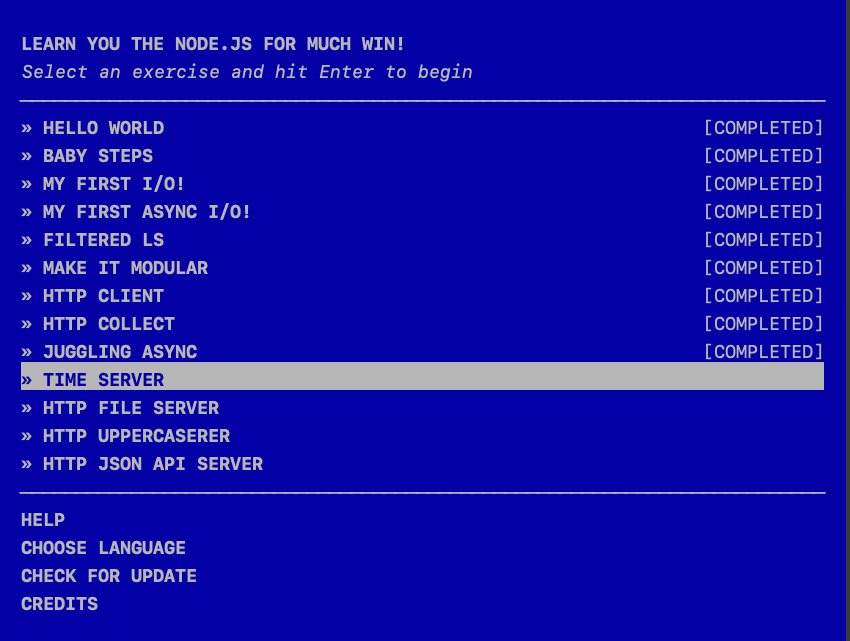 LEARN YOU THE NODE.JS FOR MUCH WIN!
Select an exercise and hit Enter to begin
» HELLO WORLD [COMPLETED]
» BABY STEPS [COMPLETED]
» MY FIRST I/O! [COMPLETED]
» MY FIRST ASYNC I/O! [COMPLETED]
» FILTERED LS [COMPLETED]
» MAKE IT MODULAR [COMPLETED]
» HTTP CLIENT [COMPLETED]
» HTTP COLLECT [COMPLETED]
» JUGGLING ASYNC [COMPLETED]
» TIME SERVER
» HTTP FILE SERVER
» HTTP UPPERCASERER
» HTTP JSON API SERVER
HELP
CHOOSE LANGUAGE
CHECK FOR UPDATE
CREDITS